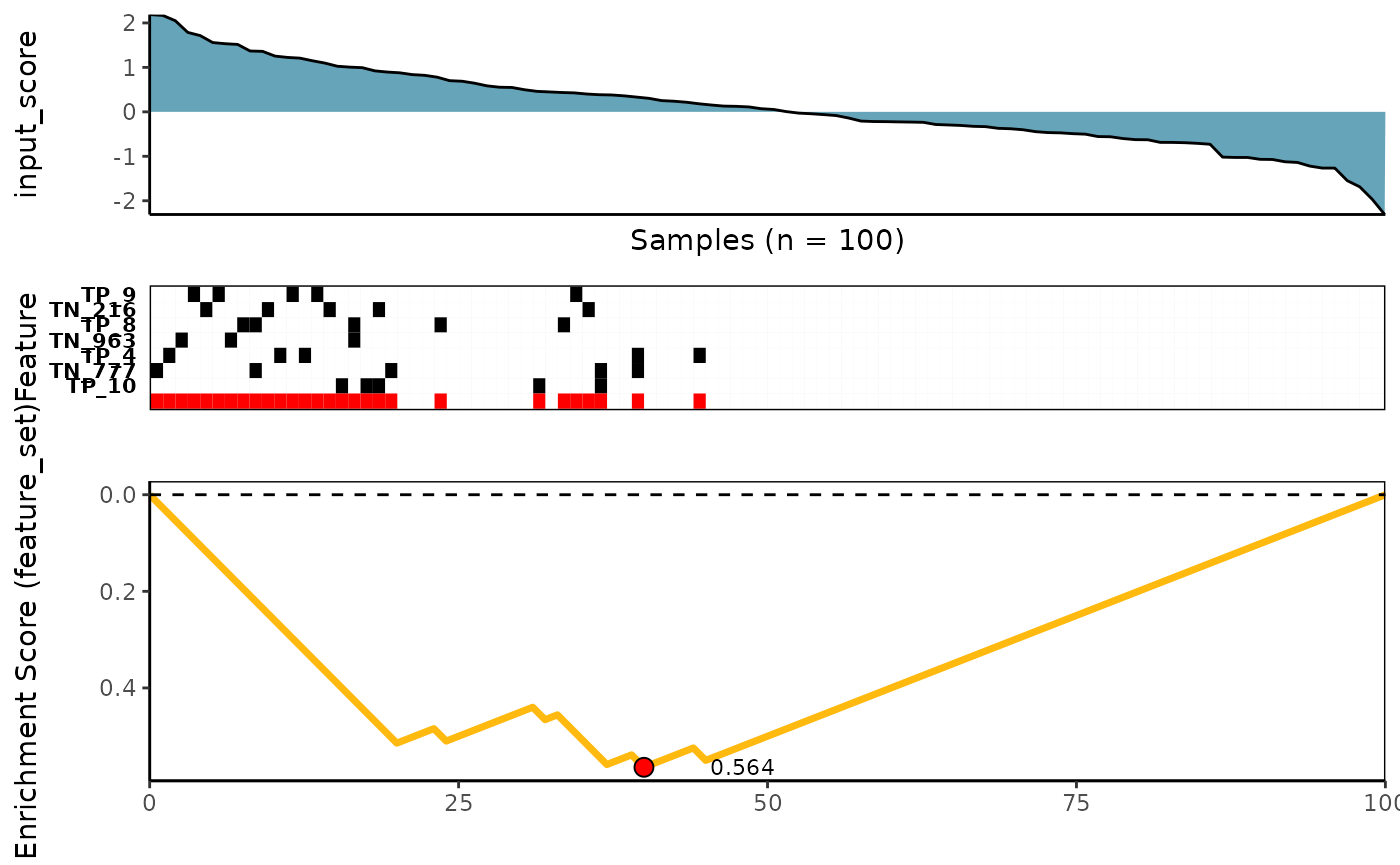 input_score
2
1
0
-1
-2
Samples (n = 100)
Feature
TP_9
TN_216
TP_8
TN_963
TP_4
TN_777
TP_10
Enrichment Score (feature_set)
0.0
0.2
0.4
0.564
0 25 50 75 100